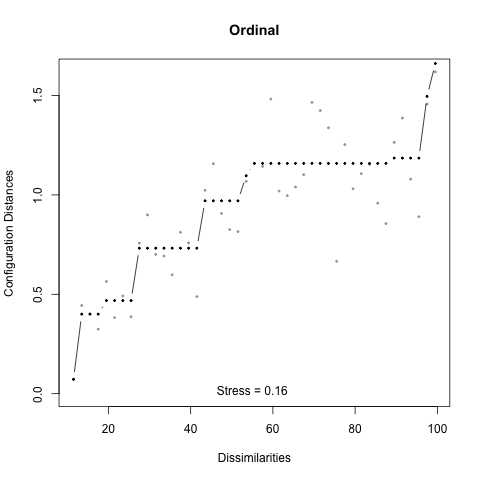 Ordinal
Configuration Distances
1.5
1.0
0.5
0.0
Stress = 0.16
20 40 60 80 100
Dissimilarities